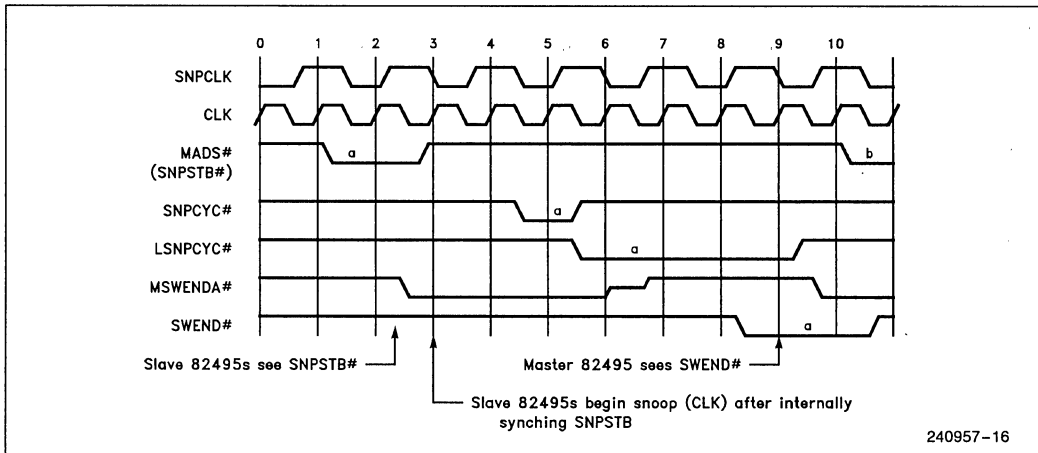 0 1 2 3 4 5 6 7 8 9 10
SNPCLK
CLK
MADS# a b
(SNPSTB#)
SNPCYC# a
LSNPCYC# a
MSWENDA#
SWEND# a
Slave 82495s see SNPSTB# Master 82495 sees SWEND#
Slave 82495s begin snoop (CLK) after internally
synching SNPSTB
240957-16